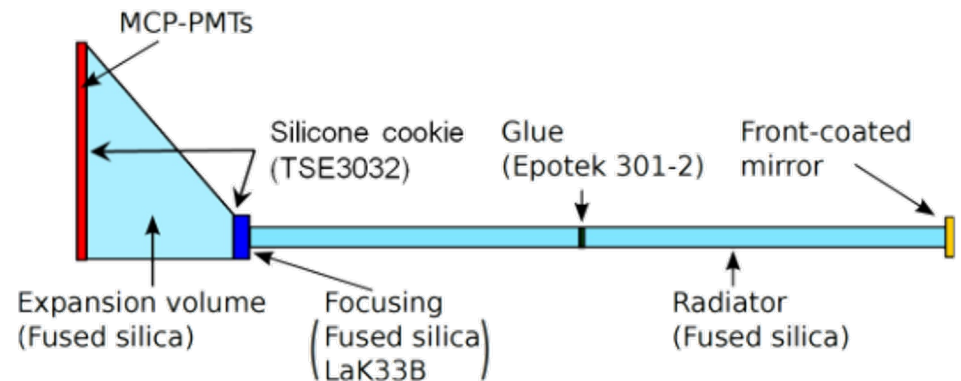 MCP-PMTs
Silicone cookie
(TSE3032)
Glue
(Epotek 301-2)
Front-coated
mirror
Expansion volume
(Fused silica)
Focusing
(Fused silica
LaK33B)
Radiator
(Fused silica)